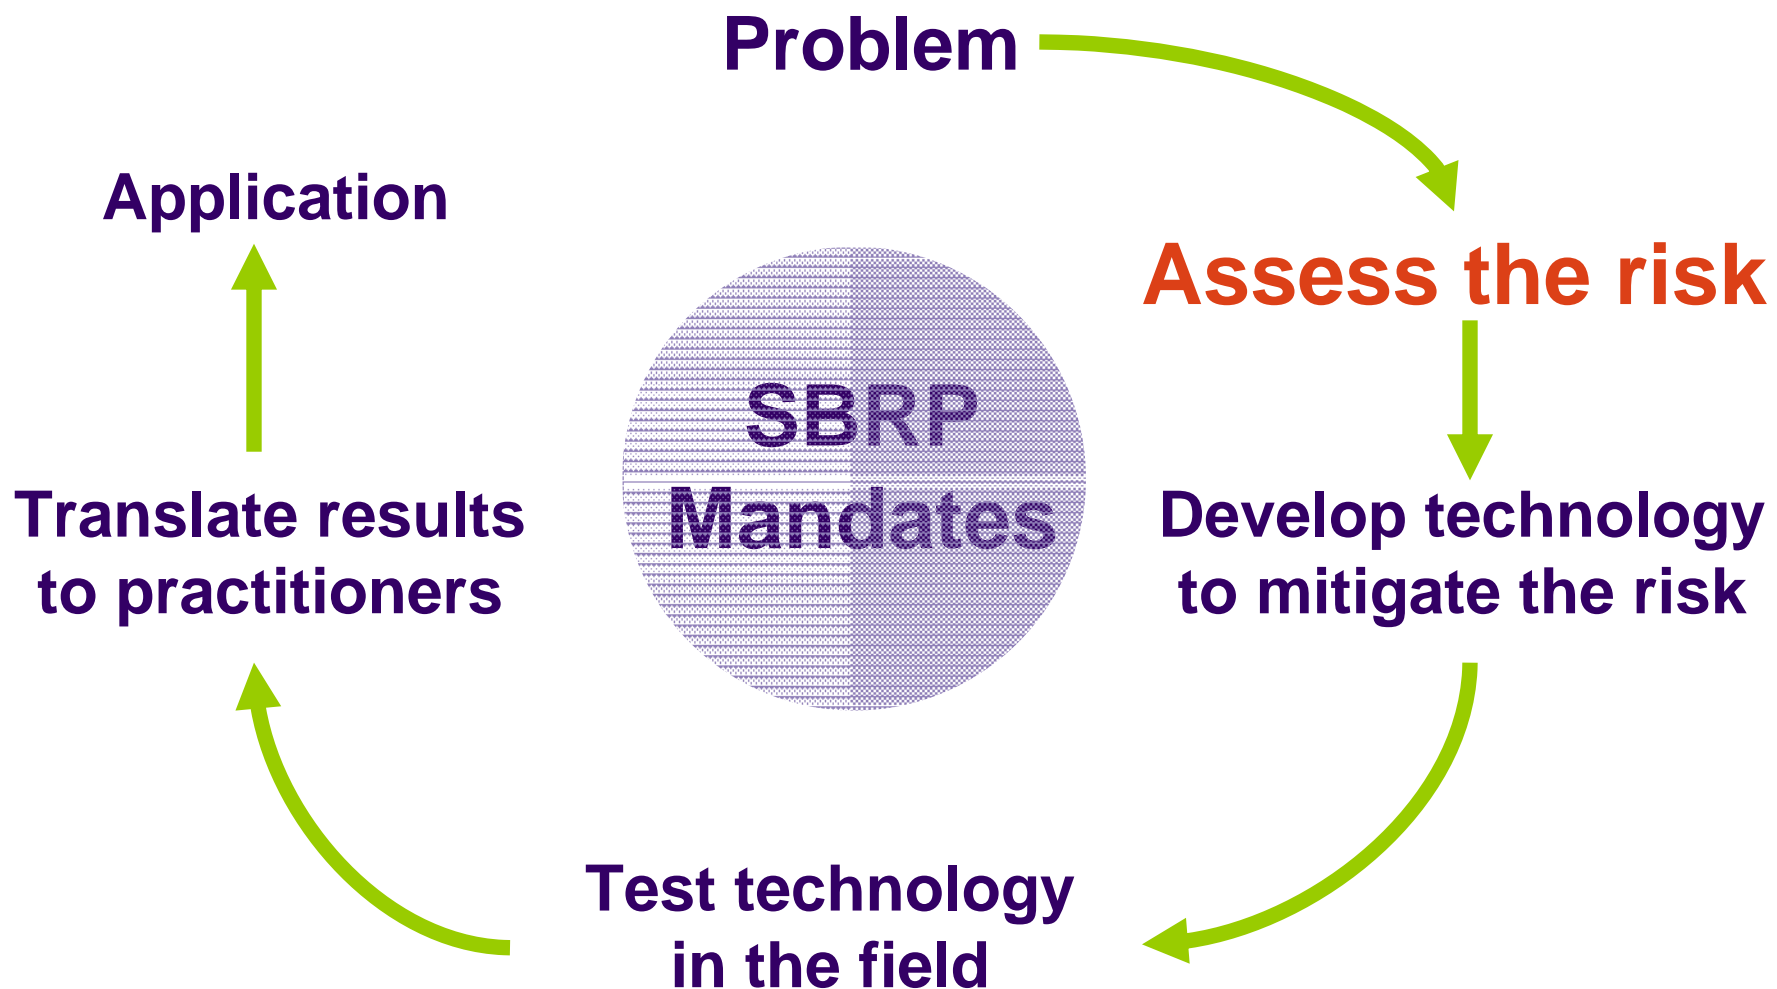 Problem
Assess the risk
Develop technology
to mitigate the risk
Test technology
in the field
Translate results
to practitioners
Application
SBRP
Mandates